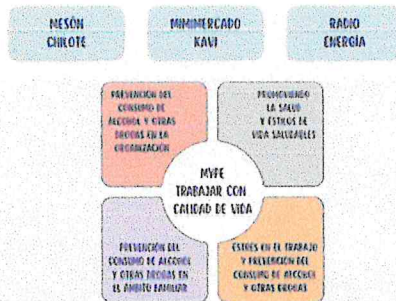 MESÓN
CHILOTE
MIMIMERCADO
KAVI
RADIO
ENERGÍA
PREVENCIÓN DEL
CONSUMO DE
ALCOHOL Y OTRAS
DROGAS EN LA
ORGANIZACIÓN
PROMOVIENDO
LA SALUD
Y ESTILOS DE
VIDA SALUDABLES
MYPE
TRABAJAR CON
CALIDAD DE VIDA
PREVENCIÓN DEL
CONSUMO DE ALCOHOL
Y OTRAS DROGAS EN
EL ÁMBITO FAMILIAR
ESTRÉS EN EL TRABAJO
Y PREVENCIÓN DEL
CONSUMO DE ALCOHOL
Y OTRAS DROGAS